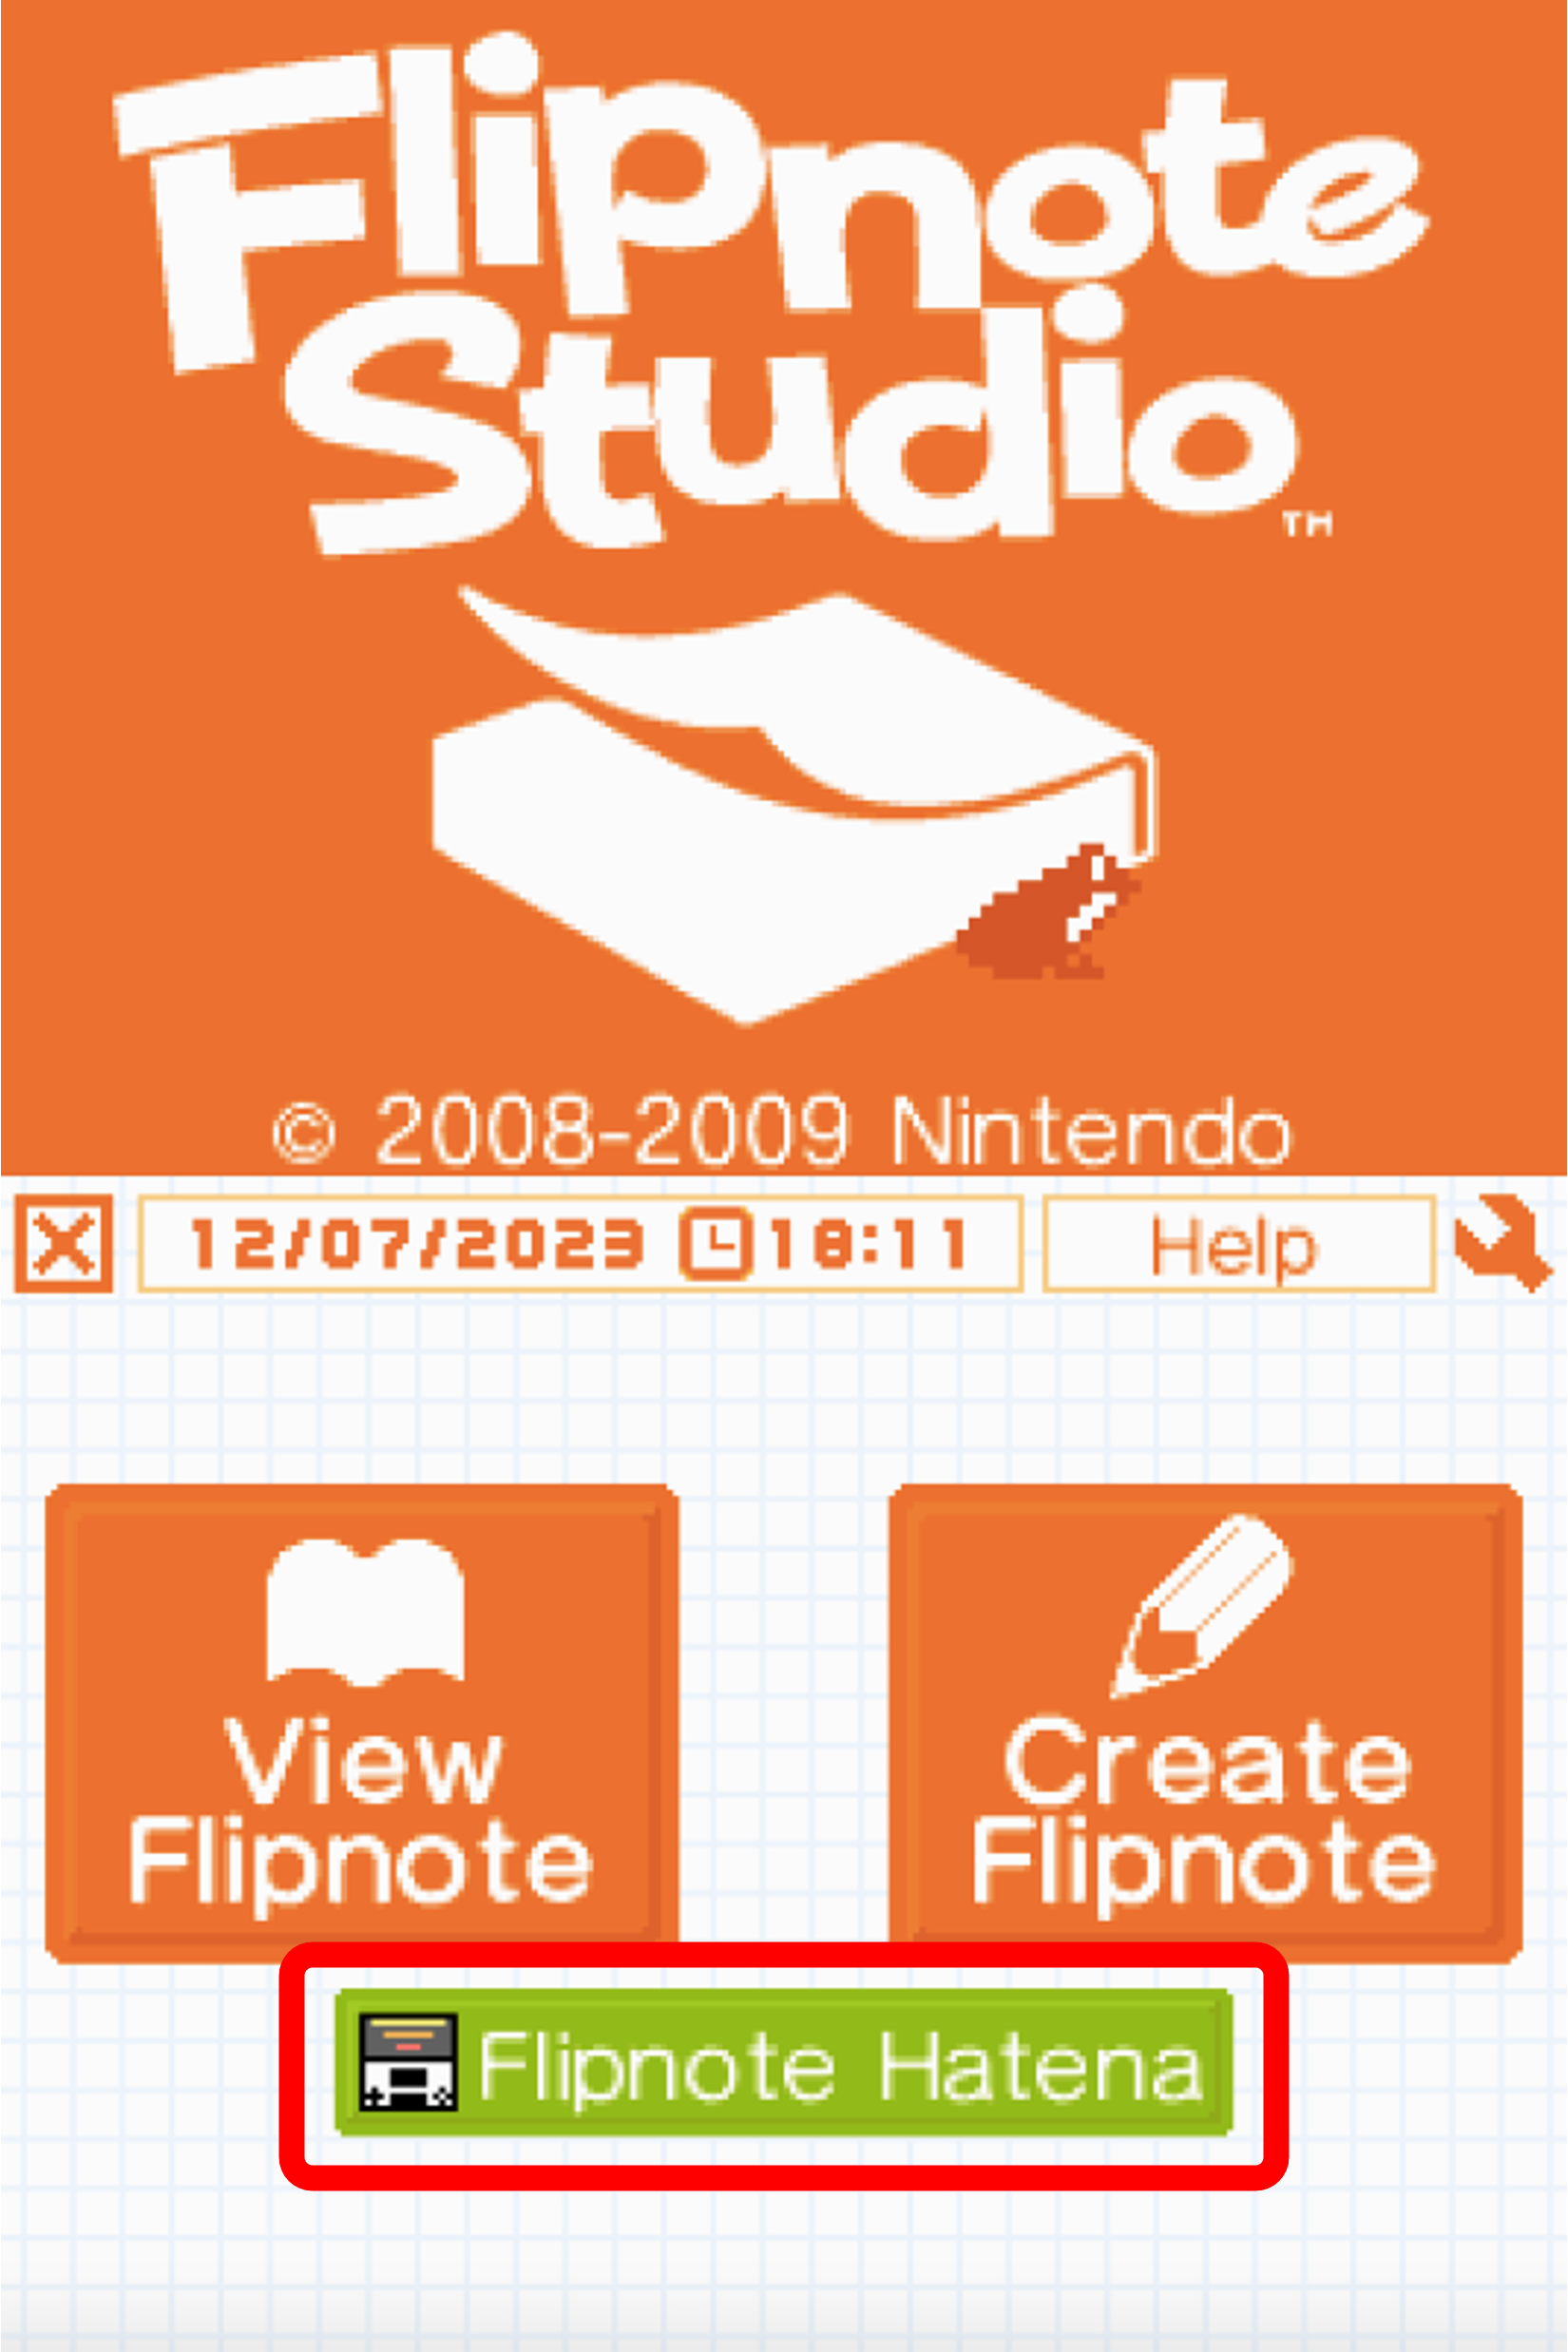 Flipnote
Studio
TM
© 2008-2009 Nintendo
12/07/2023 18:11 Help
View
Flipnote
Create
Flipnote
Flipnote Hatena